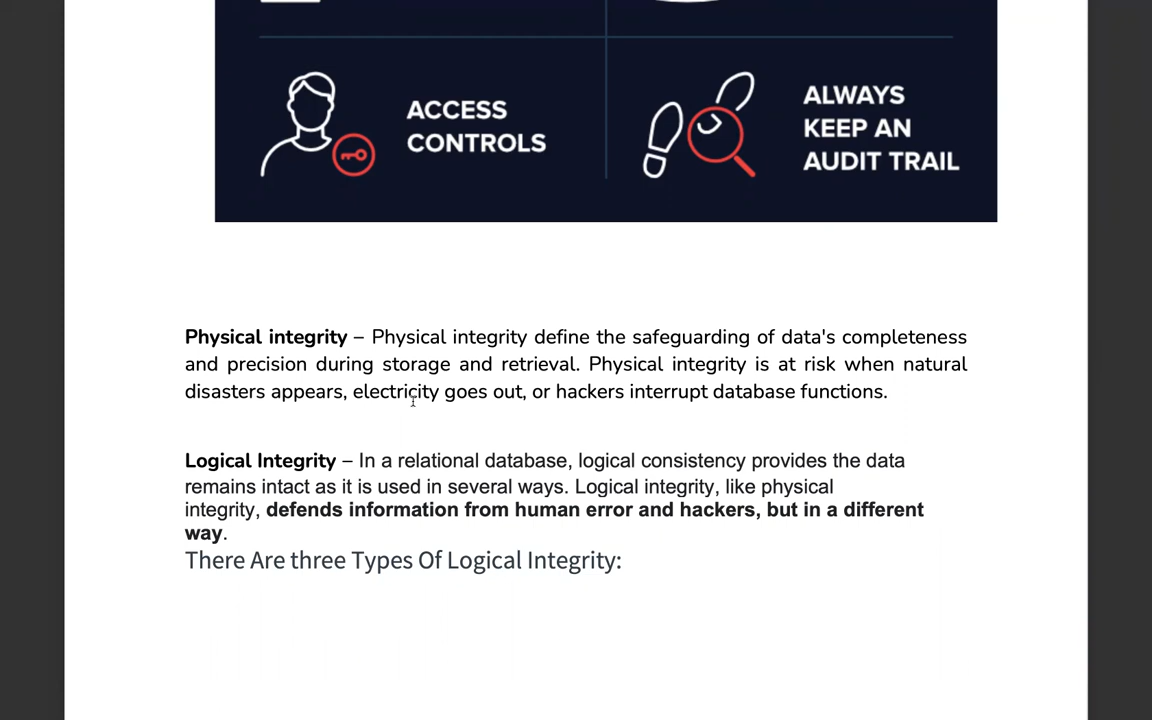 ACCESS
CONTROLS
ALWAYS
KEEP AN
AUDIT TRAIL
Physical integrity – Physical integrity define the safeguarding of data's completeness
and precision during storage and retrieval. Physical integrity is at risk when natural
disasters appears, electricity goes out, or hackers interrupt database functions.
Logical Integrity – In a relational database, logical consistency provides the data
remains intact as it is used in several ways. Logical integrity, like physical
integrity, defends information from human error and hackers, but in a different
way.
There Are three Types Of Logical Integrity: